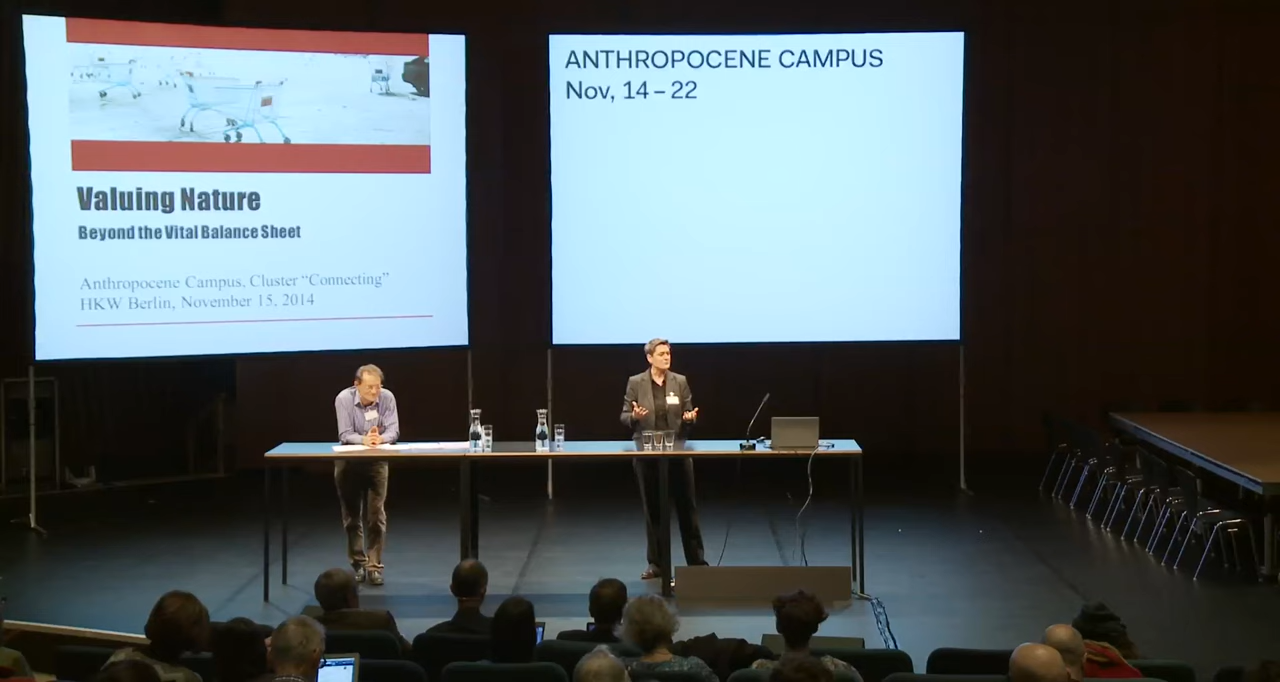 Valuing Nature
Beyond the Vital Balance Sheet
Anthropocene Campus, Cluster “Connecting”
HKW Berlin, November 15, 2014
ANTHROPOCENE CAMPUS
Nov, 14 – 22